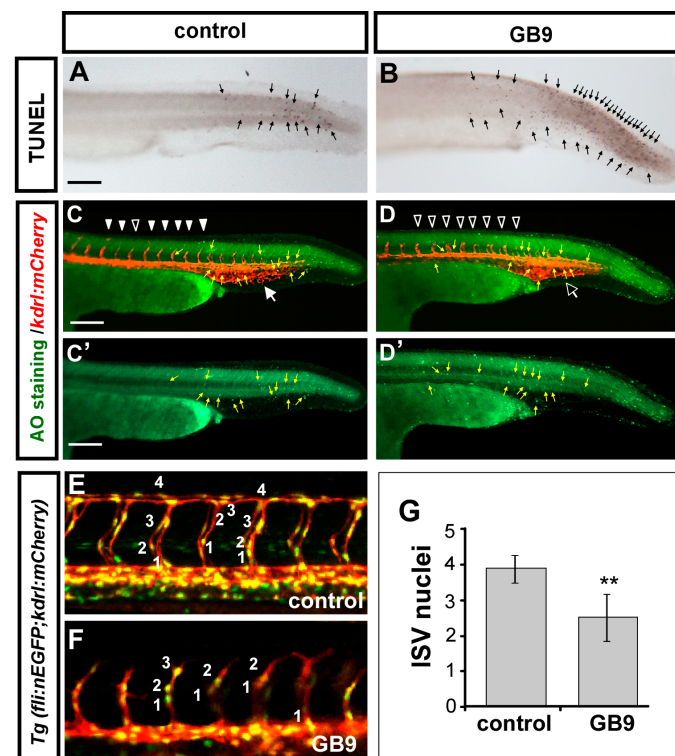 control
GB9
TUNEL
A
B
AO staining /kdrl:mCherry
C
D
C'
D'
Tg (fli:nEGFP;kdrl:mCherry)
E
4
4
3
2
3
3
2
2
1
1
1
control
F
3
2
2
2
1
1
1
1
GB9
G
ISV nuclei
5
4
3
2
1
0
**
control
GB9